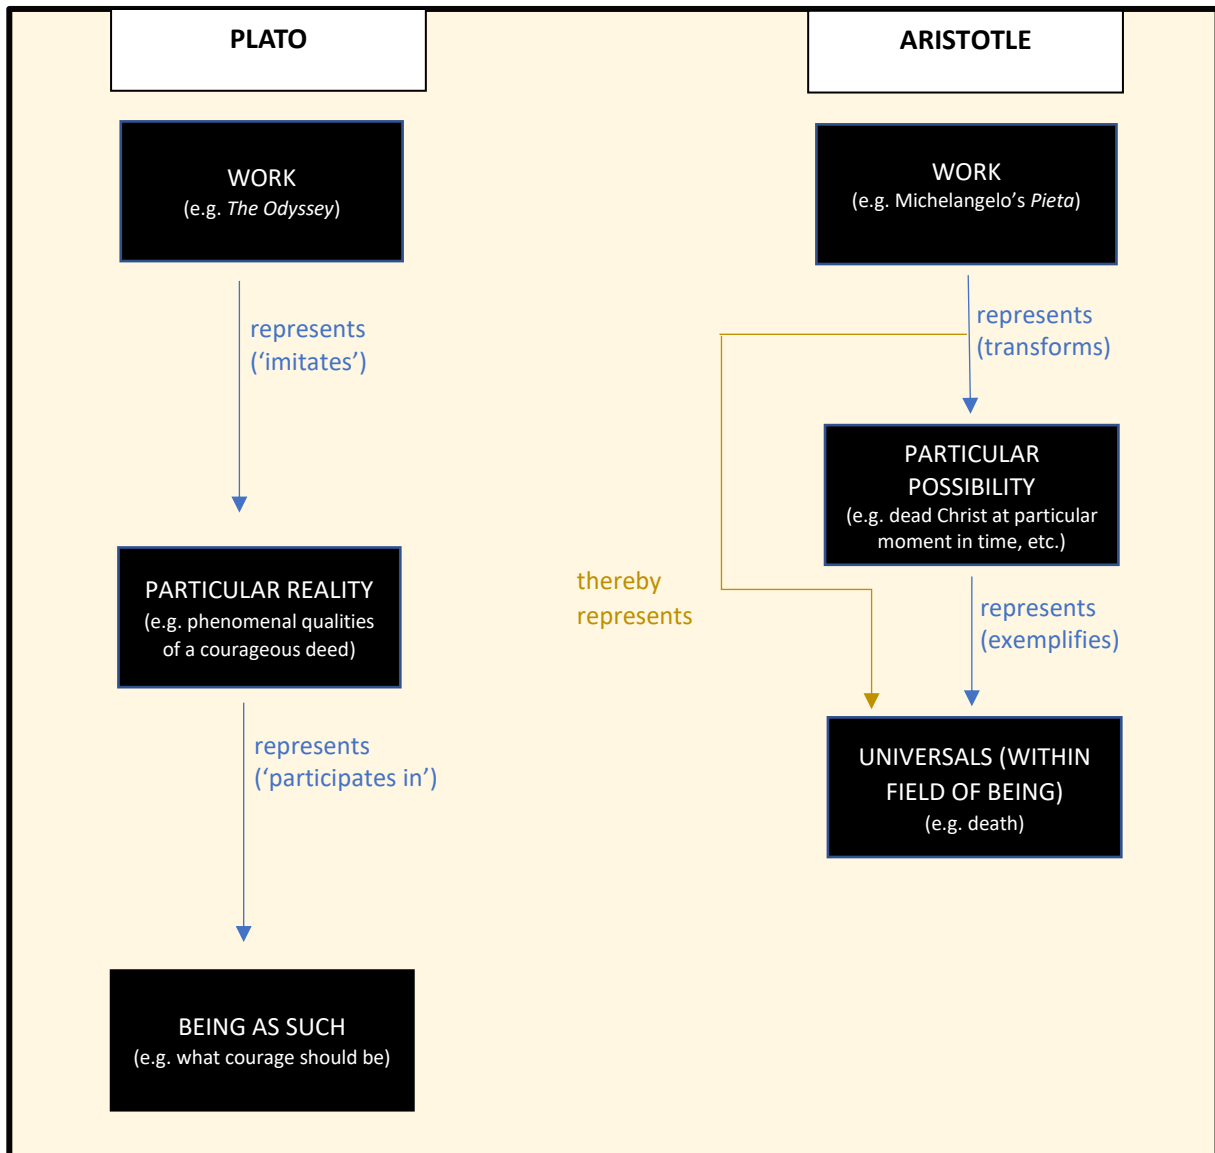 PLATO
WORK
(e.g. The Odyssey)
represents
(‘imitates’)
PARTICULAR REALITY
(e.g. phenomenal qualities
of a courageous deed)
represents
(‘participates in’)
BEING AS SUCH
(e.g. what courage should be)
ARISTOTLE
WORK
(e.g. Michelangelo’s Pieta)
represents
(transforms)
PARTICULAR
POSSIBILITY
(e.g. dead Christ at particular
moment in time, etc.)
thereby
represents
represents
(exemplifies)
UNIVERSALS (WITHIN
FIELD OF BEING)
(e.g. death)